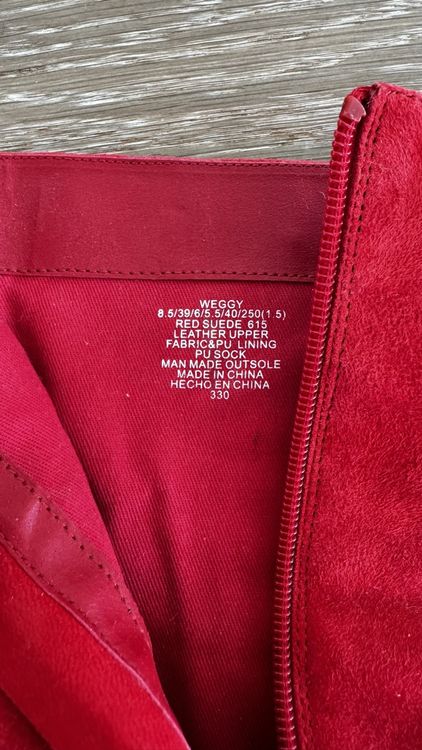 WEGGY
8.5/39/6/5.5/40/250(1.5)
RED SUEDE 615
LEATHER UPPER
FABRIC&PU LINING
PU SOCK
MAN MADE OUTSOLE
MADE IN CHINA
HECHO EN CHINA
330